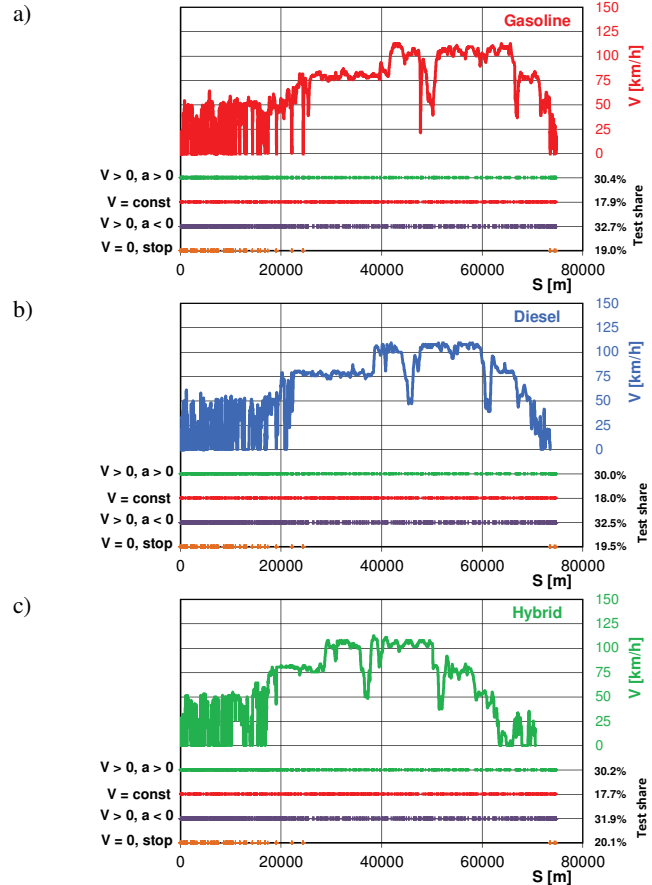 a)
Gasoline
150
125
100
75
50
25
0
V [km/h]
V > 0, a > 0
30.4%
V = const
17.9%
V > 0, a < 0
32.7%
V = 0, stop
19.0%
Test share
0 20000 40000 60000 80000
S [m]
b)
Diesel
150
125
100
75
50
25
0
V [km/h]
V > 0, a > 0
30.0%
V = const
18.0%
V > 0, a < 0
32.5%
V = 0, stop
19.5%
Test share
0 20000 40000 60000 80000
S [m]
c)
Hybrid
150
125
100
75
50
25
0
V [km/h]
V > 0, a > 0
30.2%
V = const
17.7%
V > 0, a < 0
31.9%
V = 0, stop
20.1%
Test share
0 20000 40000 60000 80000
S [m]